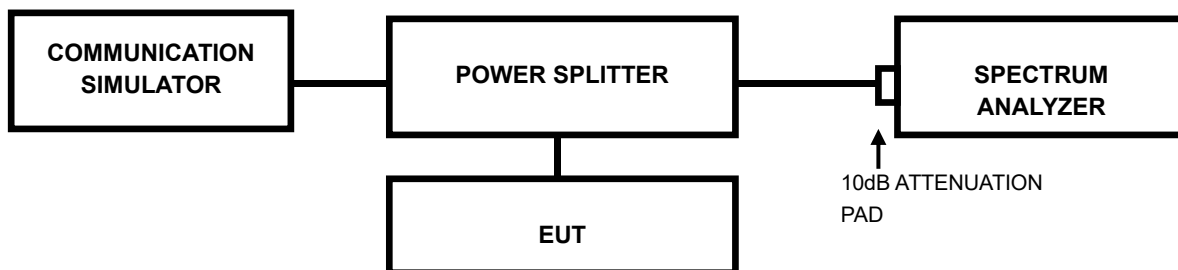 COMMUNICATION
SIMULATOR
POWER SPLITTER
SPECTRUM
ANALYZER
10dB ATTENUATION
PAD
EUT